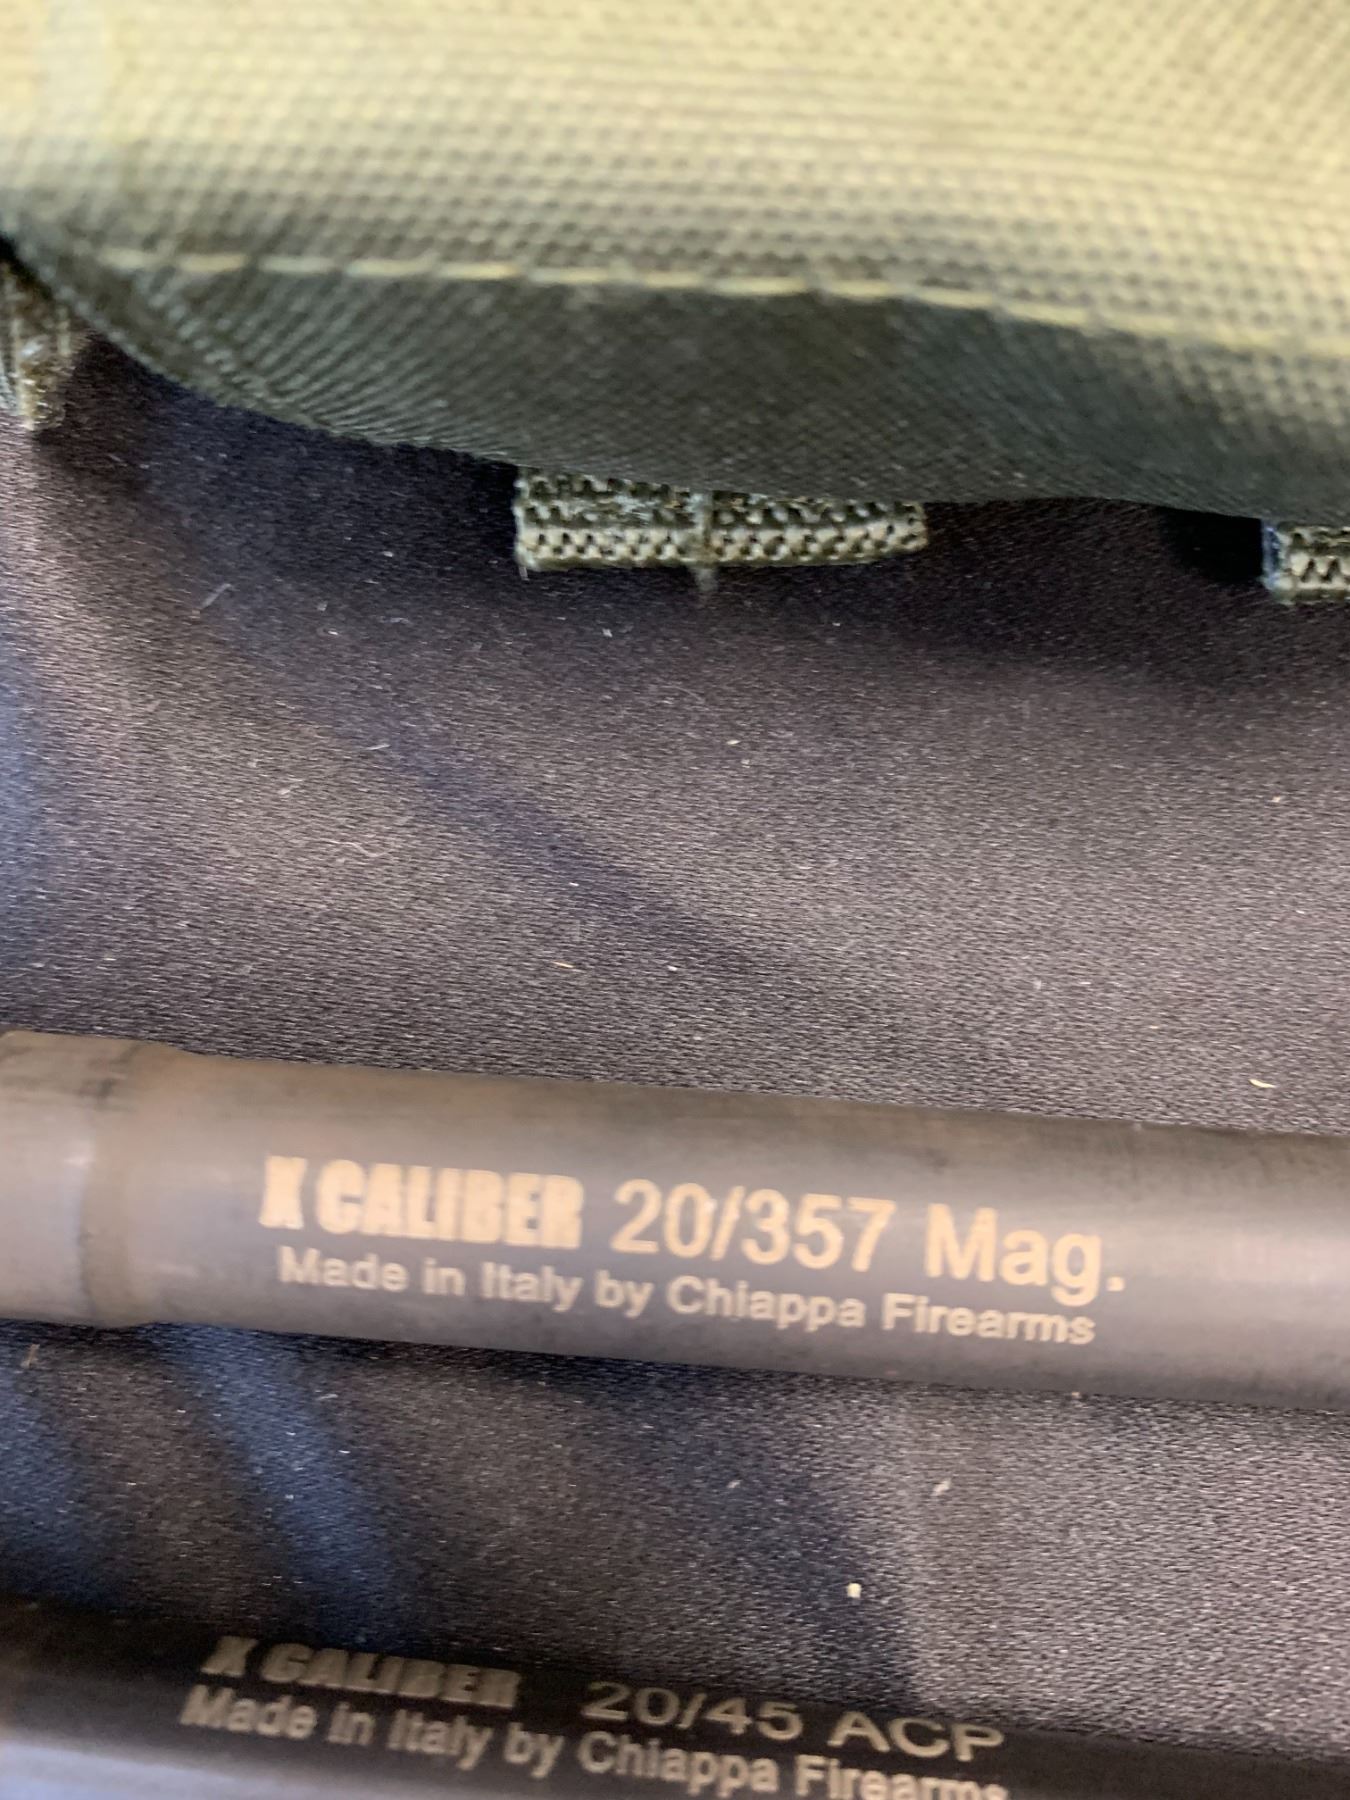 X CALIBER 20/357 Mag.
Made in Italy by Chiappa Firearms
X CALIBER 20/45 ACP
Made in Italy by Chiappa Firearms